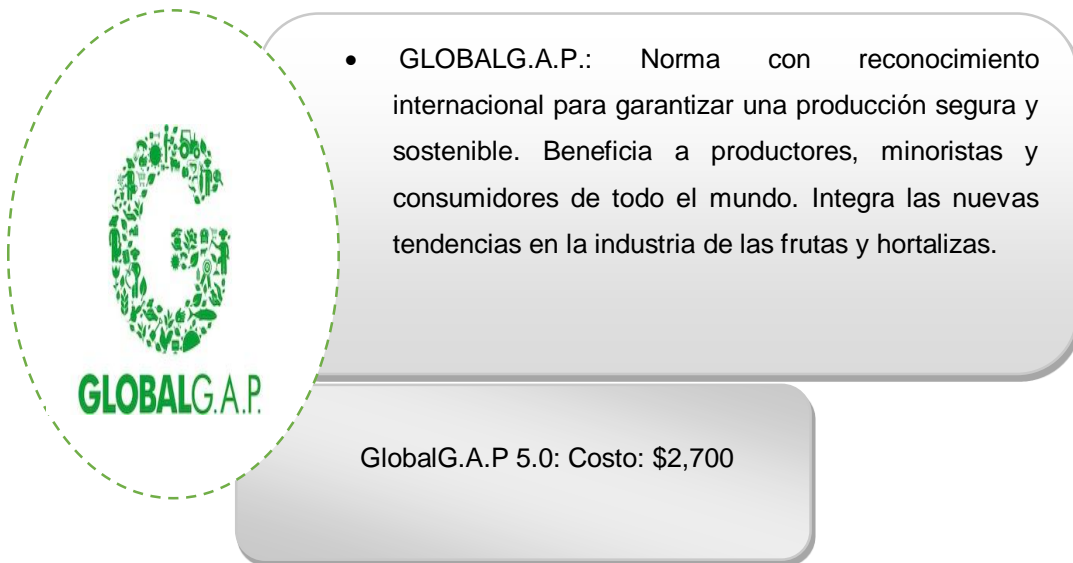 • GLOBALG.A.P.: Norma con reconocimiento
internacional para garantizar una producción segura y
sostenible. Beneficia a productores, minoristas y
consumidores de todo el mundo. Integra las nuevas
tendencias en la industria de las frutas y hortalizas.
GLOBALG.A.P.
GlobalG.A.P 5.0: Costo: $2,700